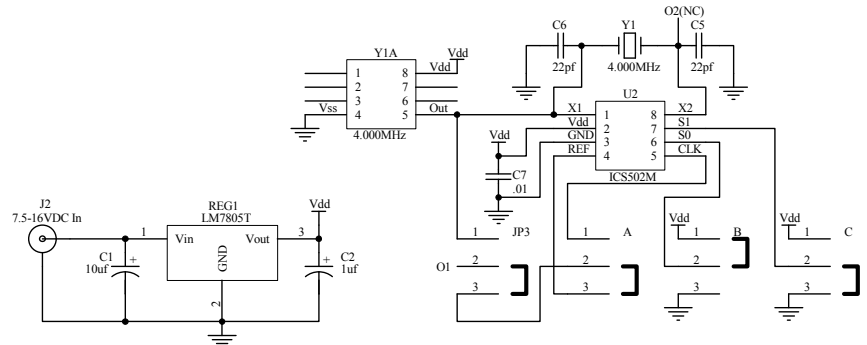 O2(NC)
C6
Y1
C5
22pf
4.000MHz
22pf
Y1A
Vdd
1
8
Vdd
2
7
3
6
Vss
4
5
Out
4.000MHz
U2
X1
1
8
X2
Vdd
2
7
S1
GND
3
6
S0
REF
4
5
CLK
ICS502M
Vdd
C7
.01
J2
7.5-16VDC In
REG1
LM7805T
Vdd
1
Vin
Vout
3
GND
2
C1
10uf
+
C2
1uf
+
1
JP3
O1
2
3
1
A
2
3
Vdd
1
B
2
3
Vdd
1
C
2
3